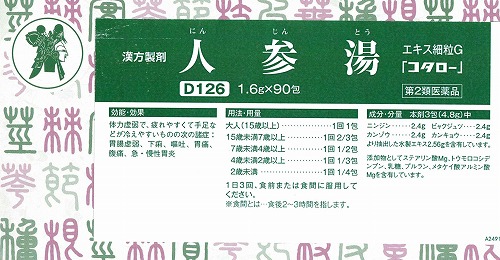 にん じん とう
漢方製剤 人参湯 エキス細粒G
「コタロー」
D126 1.6g×90包 第2類医薬品
効能・効果
体力虚弱で、疲れやすくて手足な
どが冷えやすいものの次の諸症：
胃腸虚弱、下痢、嘔吐、胃痛、
腹痛、急・慢性胃炎
用法・用量
大人(15歳以上) 1回 1包
15歳未満7歳以上 1回 2/3包
7歳未満4歳以上 1回 1/2包
4歳未満2歳以上 1回 1/3包
2歳未満 1回 1/4包
1日3回、食前または食間に服用して
ください。
※食間とは…食後2～3時間を指します。
成分・分量 本剤3包(4.8g)中
ニンジン 2.4g ビャクジュツ 2.4g
カンゾウ 2.4g カンキョウ 2.4g
より抽出した水製エキス2.56gを含有しています。
添加物としてステアリン酸Mg、トウモロコシデ
ンプン、乳糖、プルラン、メタケイ酸アルミン酸
Mgを含有しています。
A2491